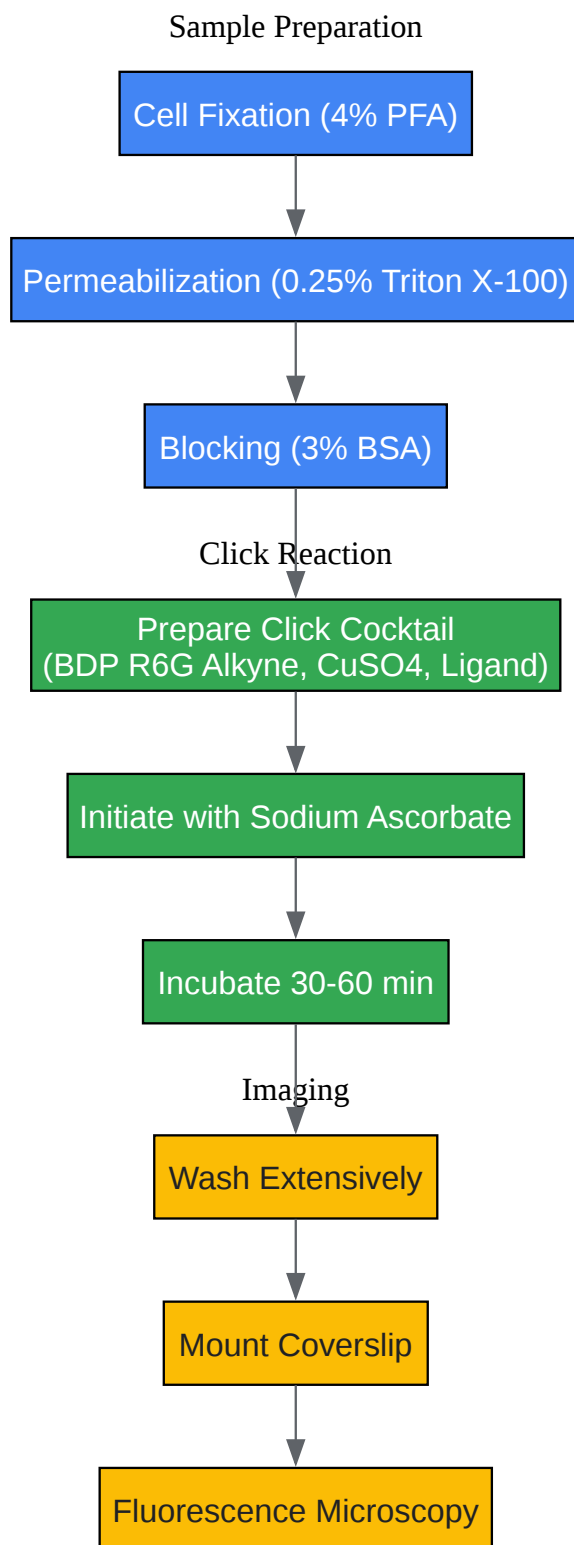 Sample Preparation
Cell Fixation (4% PFA)
Permeabilization (0.25% Triton X-100)
Blocking (3% BSA)
Click Reaction
Prepare Click Cocktail
(BDP R6G Alkyne, CuSO4, Ligand)
Initiate with Sodium Ascorbate
Incubate 30-60 min
Imaging
Wash Extensively
Mount Coverslip
Fluorescence Microscopy